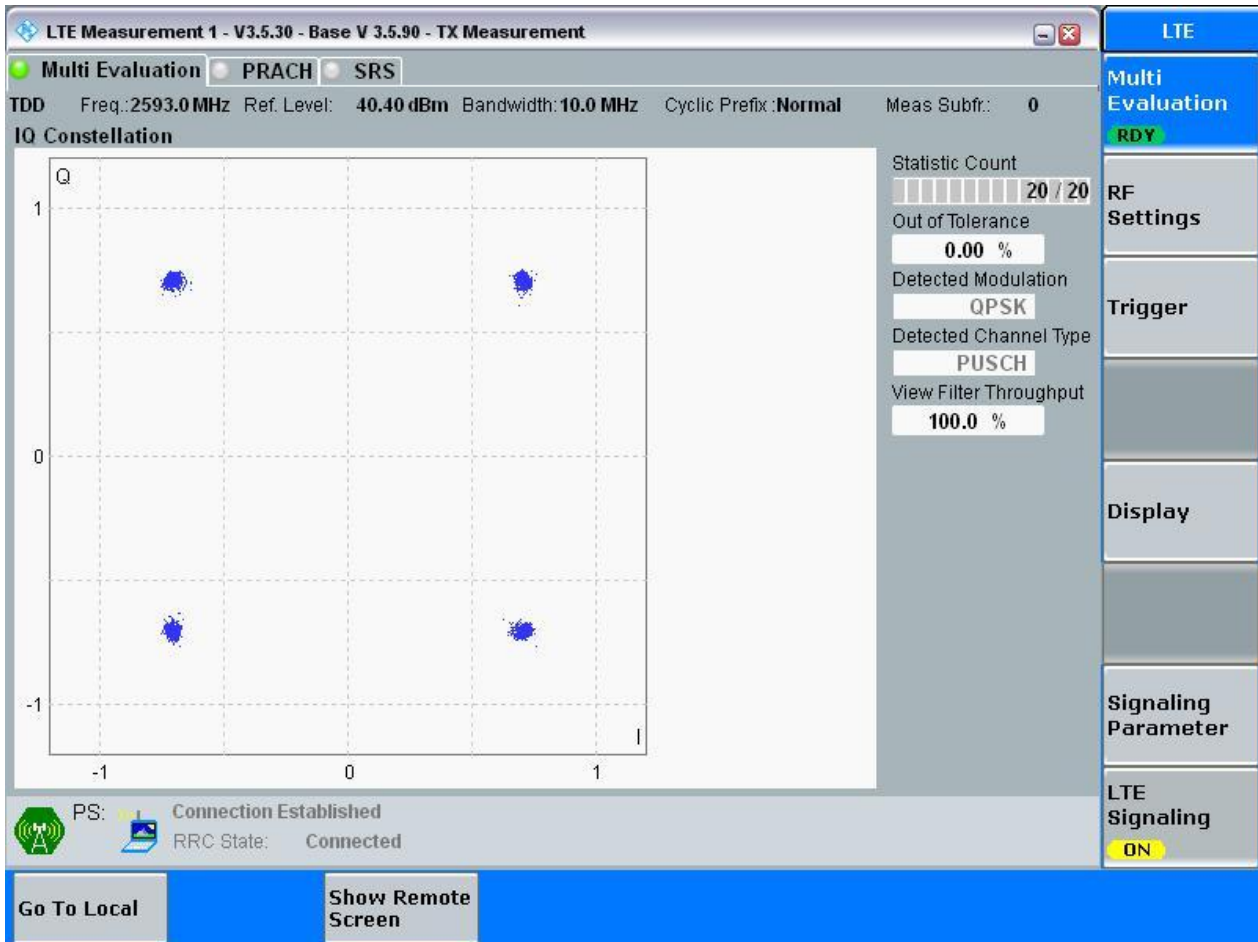 LTE Measurement 1 - V3.5.30 - Base V 3.5.90 - TX Measurement
Multi Evaluation PRACH SRS
TDD Freq.:2593.0 MHz Ref. Level: 40.40 dBm Bandwidth:10.0 MHz Cyclic Prefix :Normal Meas Subfr.: 0
IQ Constellation
Q
1
0
-1
I
-1 0 1
Statistic Count
20 / 20
Out of Tolerance
0.00 %
Detected Modulation
QPSK
Detected Channel Type
PUSCH
View Filter Throughput
100.0 %
PS: Connection Established
RRC State: Connected
LTE
Multi
Evaluation
RDY
RF
Settings
Trigger
Display
Signaling
Parameter
LTE
Signaling
ON
Go To Local
Show Remote
Screen